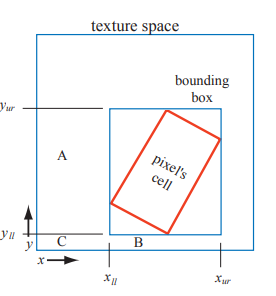 texture space
bounding
box
y_ur
A
pixel's
cell
y_ll
y
C
B
x
x_ll
x_ur